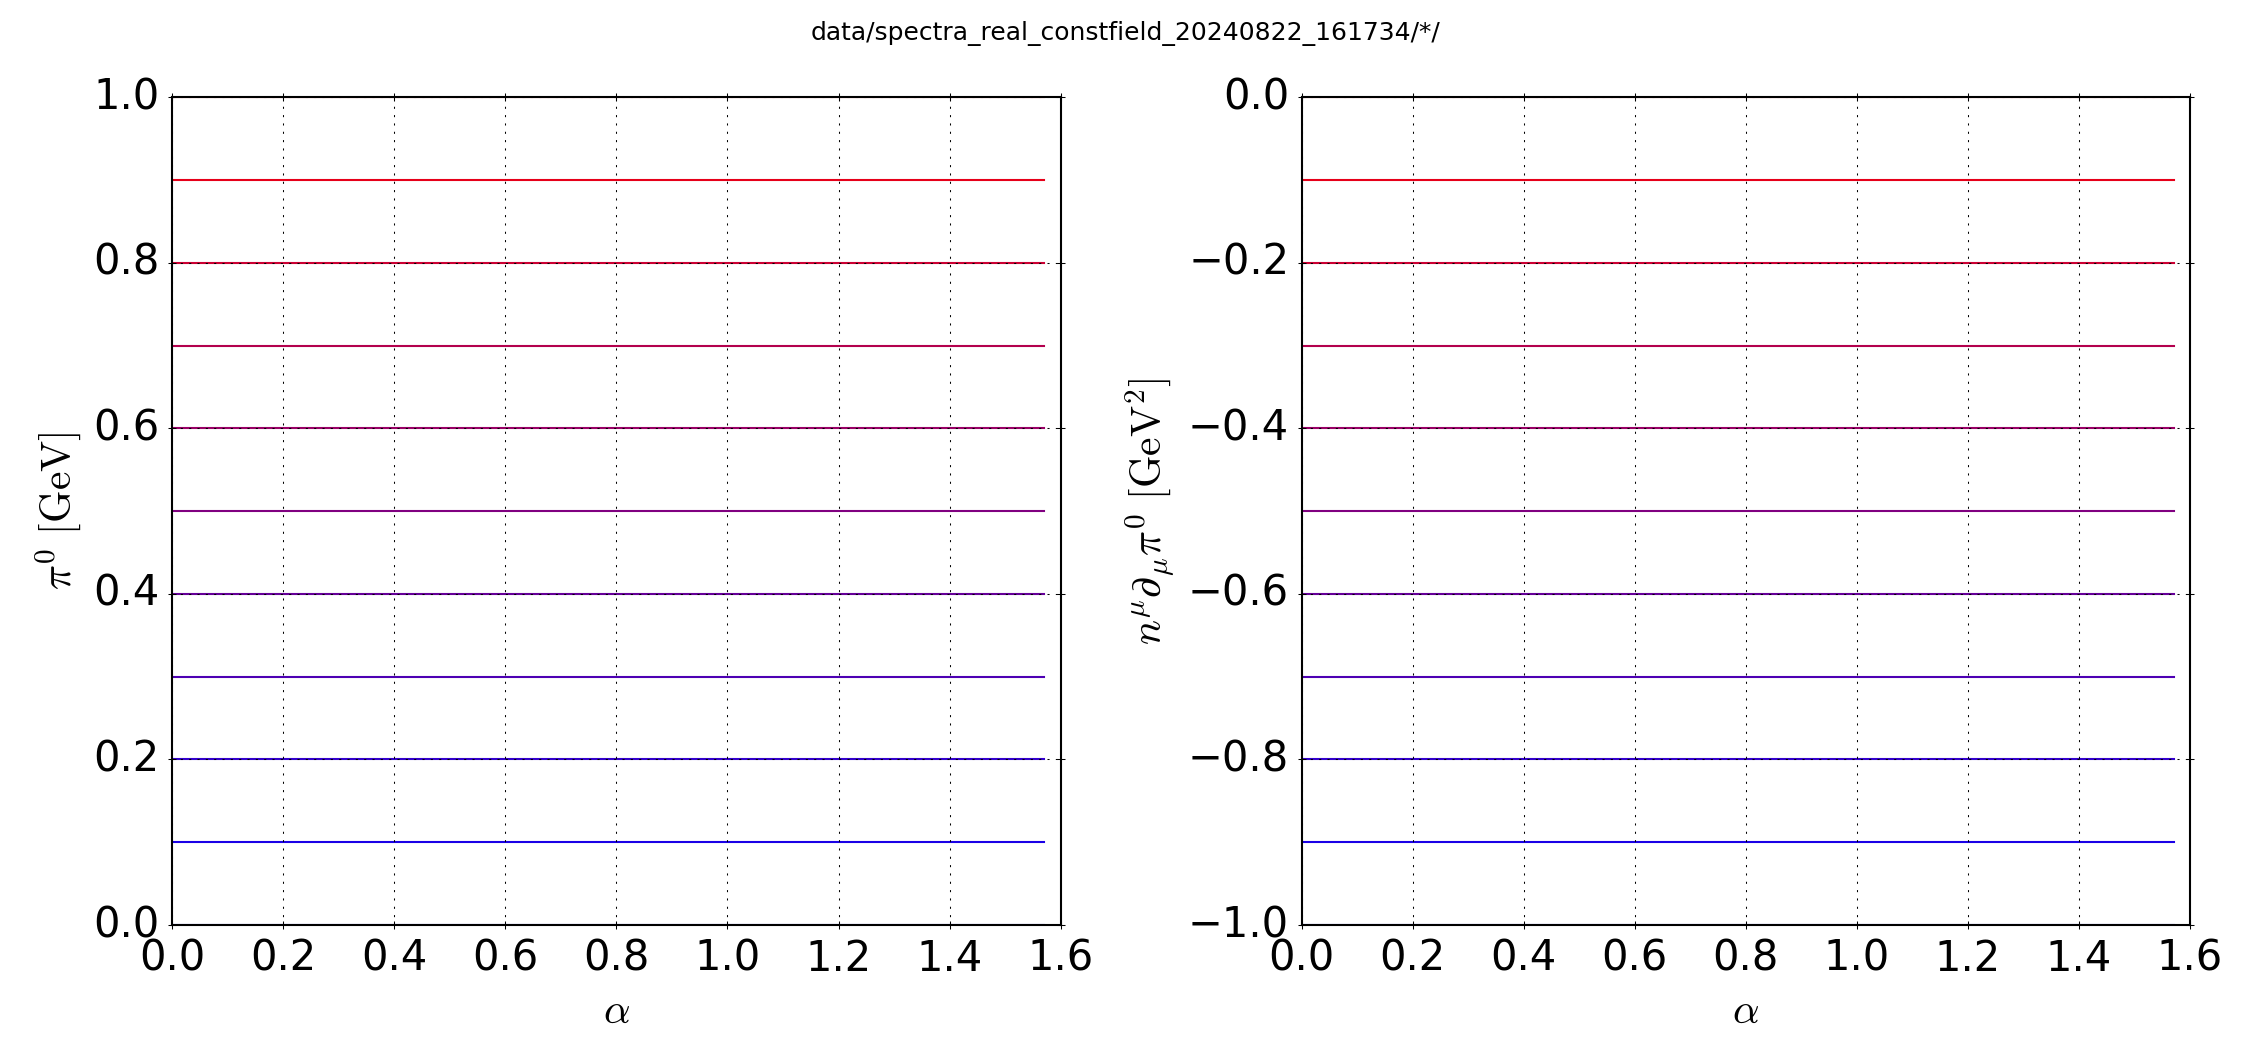 data/spectra_real_constfield_20240822_161734/*/
1.0
0.8
0.6
0.4
0.2
0.0
π⁰ [GeV]
0.0 0.2 0.4 0.6 0.8 1.0 1.2 1.4 1.6
α
0.0
−0.2
−0.4
−0.6
−0.8
−1.0
n^μ∂_μπ⁰ [GeV²]
0.0 0.2 0.4 0.6 0.8 1.0 1.2 1.4 1.6
α